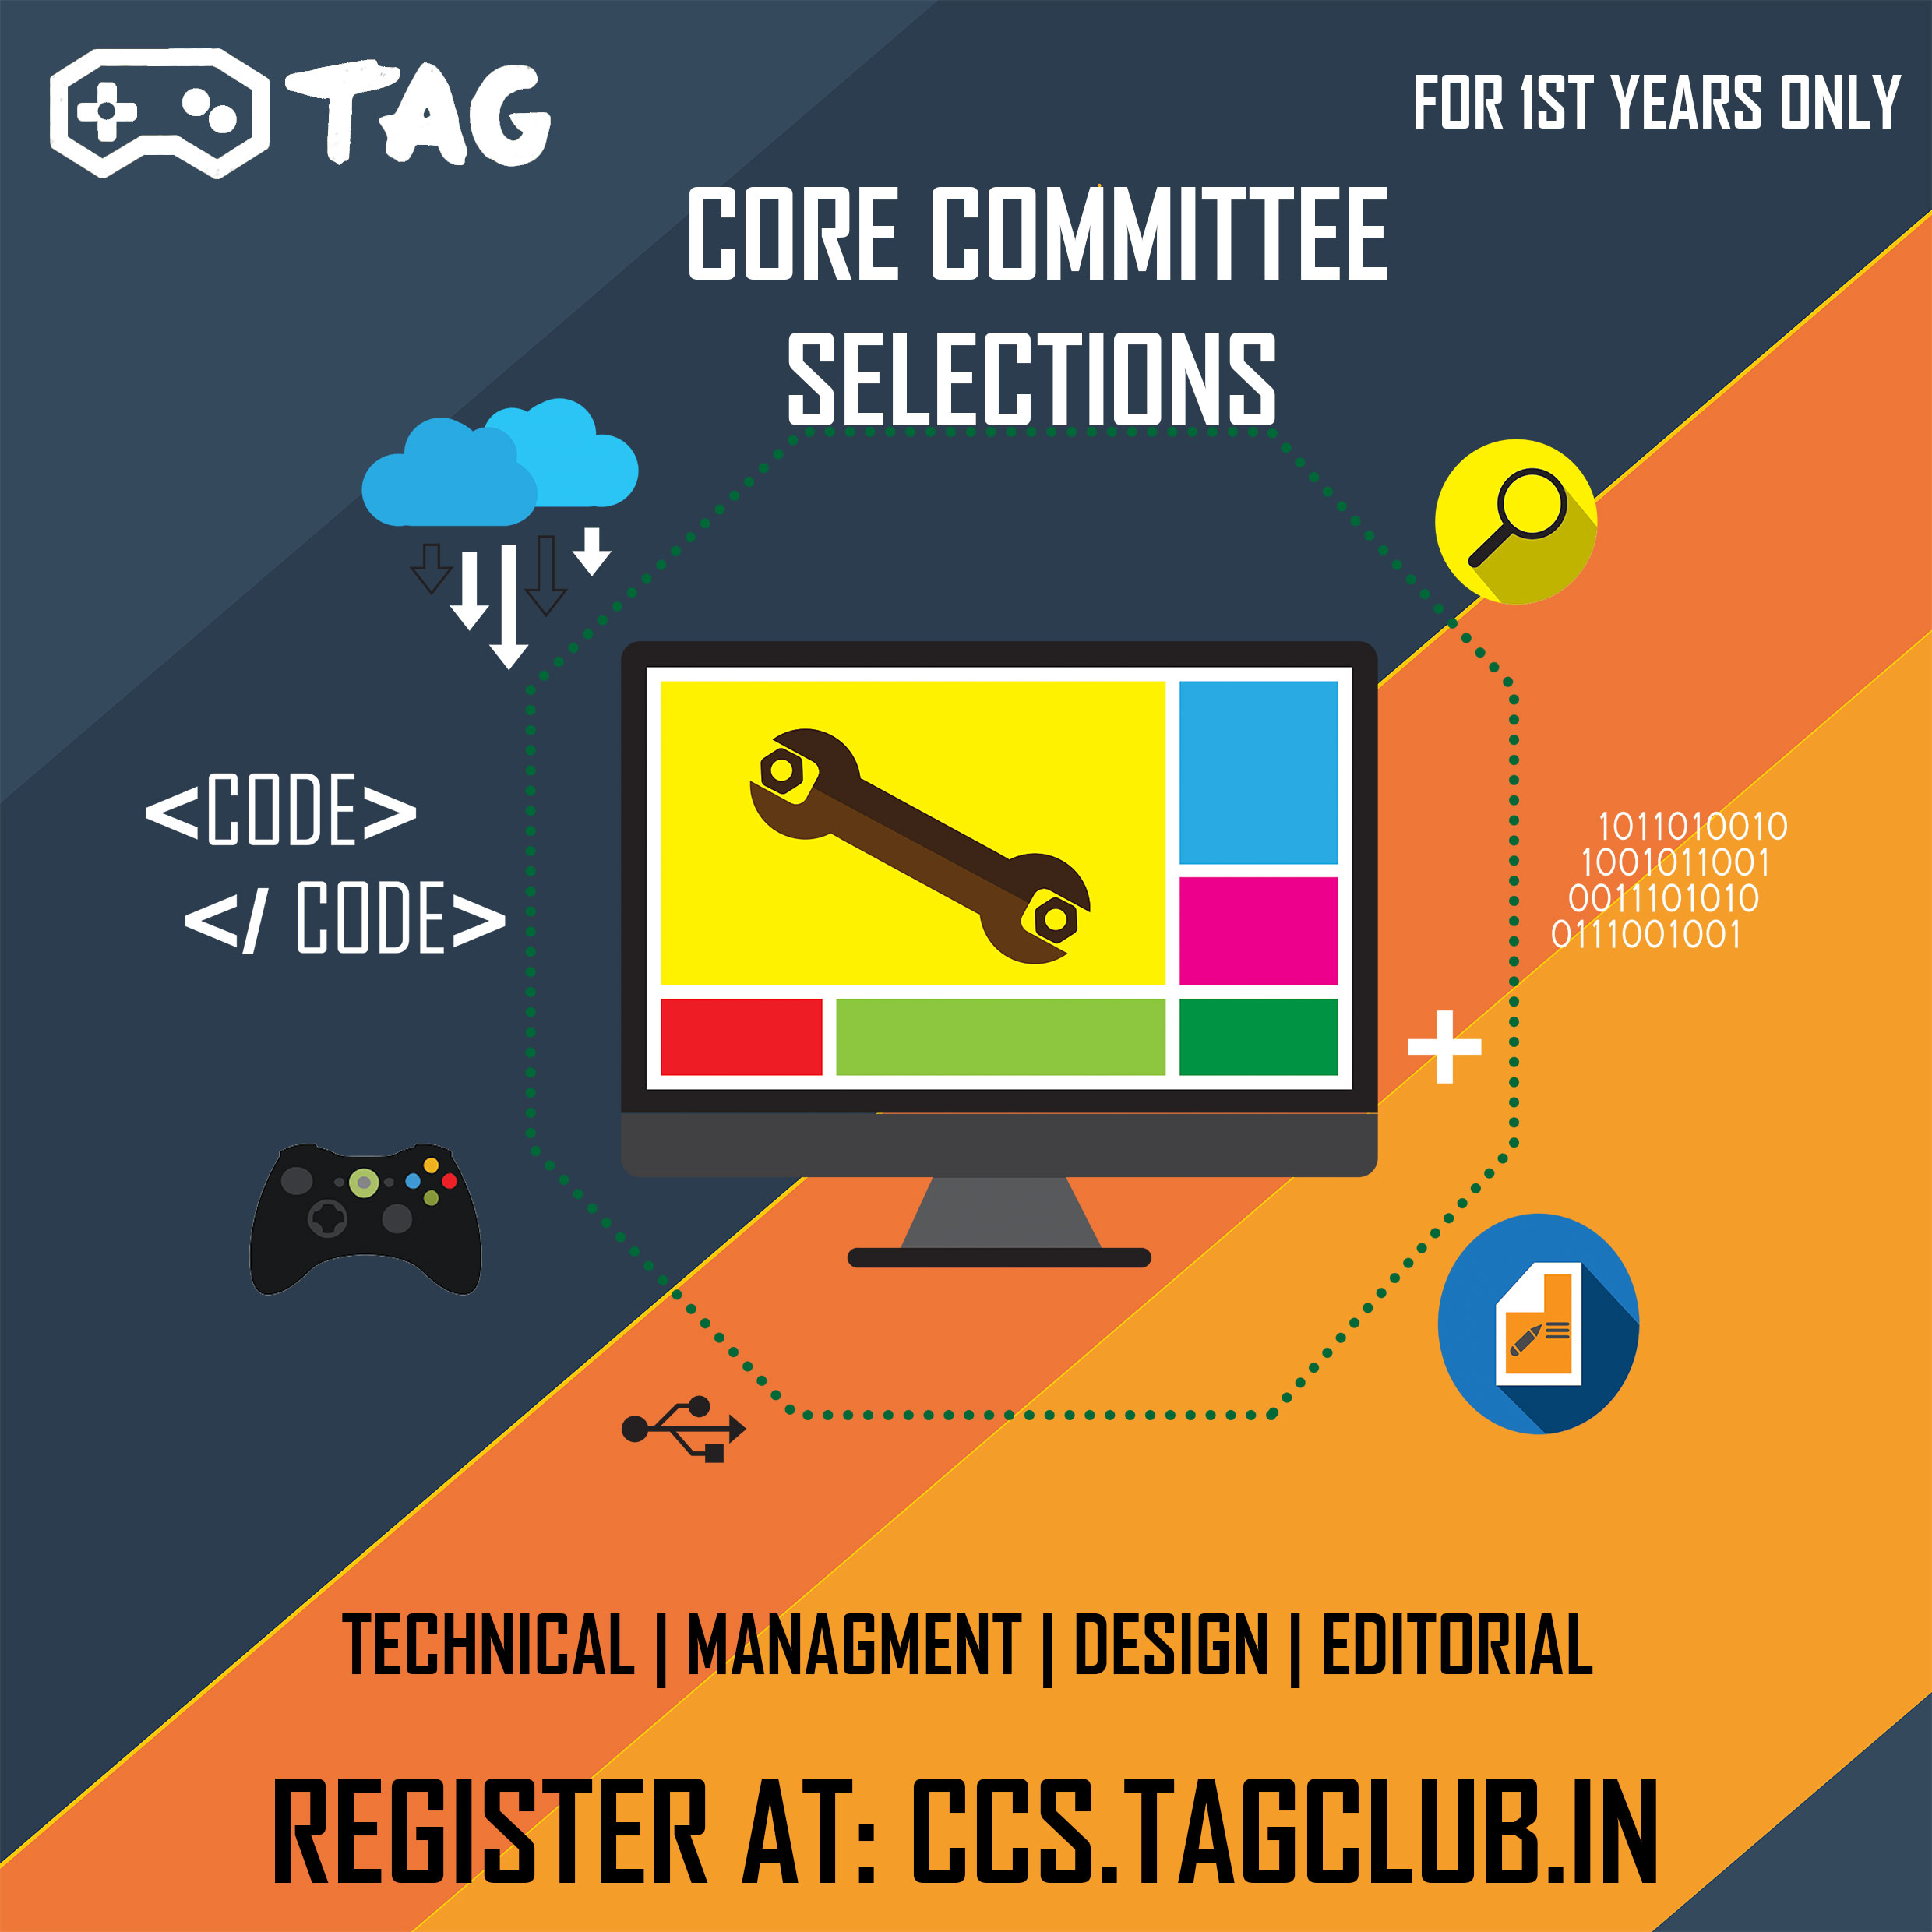 TAG
FOR 1ST YEARS ONLY
CORE COMMITTEE
SELECTIONS
<CODE>
</ CODE>
1011010010
1001011001
0011101010
0111001001
TECHNICAL | MANAGMENT | DESIGN | EDITORIAL
REGISTER AT: CCS.TAGCLUB.IN